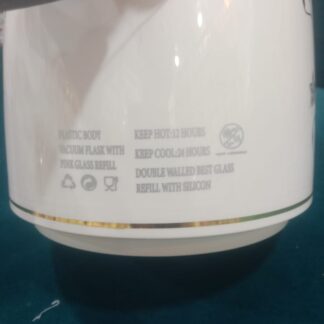 PLASTIC BODY
VACUUM FLASK WITH
PINK GLASS REFILL
KEEP HOT:12 HOURS
KEEP COOL:24 HOURS
DOUBLE WALLED BEST GLASS
REFILL WITH SILICON